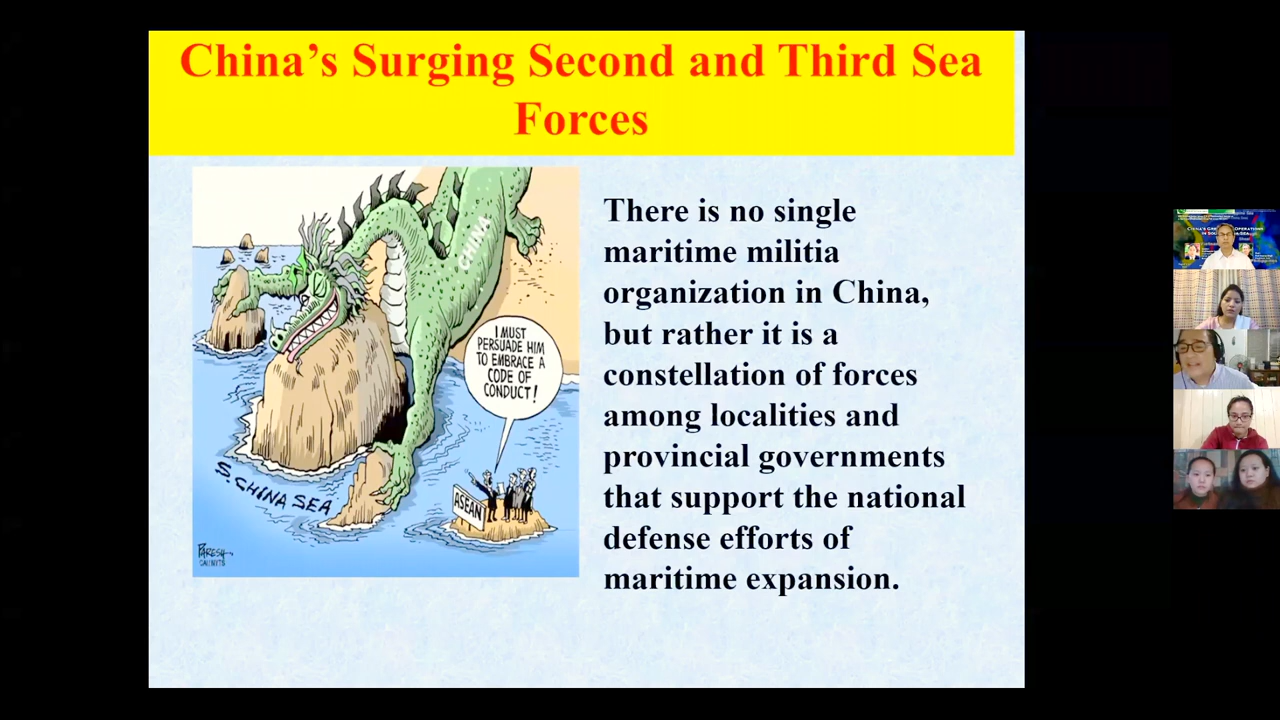 China's Surging Second and Third Sea
Forces
There is no single
maritime militia
organization in China,
but rather it is a
constellation of forces
among localities and
provincial governments
that support the national
defense efforts of
maritime expansion.
CHINA
I MUST
PERSUADE HIM
TO EMBRACE A
CODE OF
CONDUCT!
S. CHINA SEA
ASEAN
PARESH